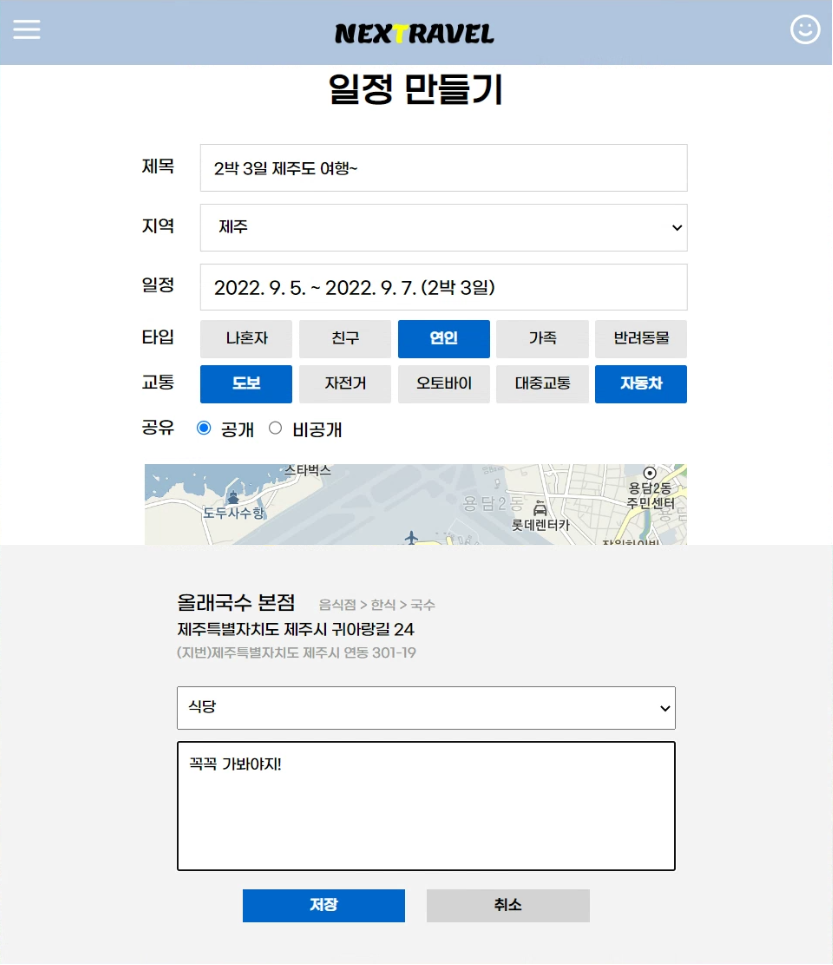 NEXTRAVEL
일정 만들기
제목 2박 3일 제주도 여행~
지역 제주
일정 2022. 9. 5. ~ 2022. 9. 7. (2박 3일)
타입 나혼자 친구 연인 가족 반려동물
교통 도보 자전거 오토바이 대중교통 자동차
공유 공개 비공개
스타벅스
도두사수항
용담2동
롯데렌터카
용담2동
주민센터
올래국수 본점 음식점 > 한식 > 국수
제주특별자치도 제주시 귀아랑길 24
(지번)제주특별자치도 제주시 연동 301-19
식당
꼭꼭 가봐야지!
저장 취소